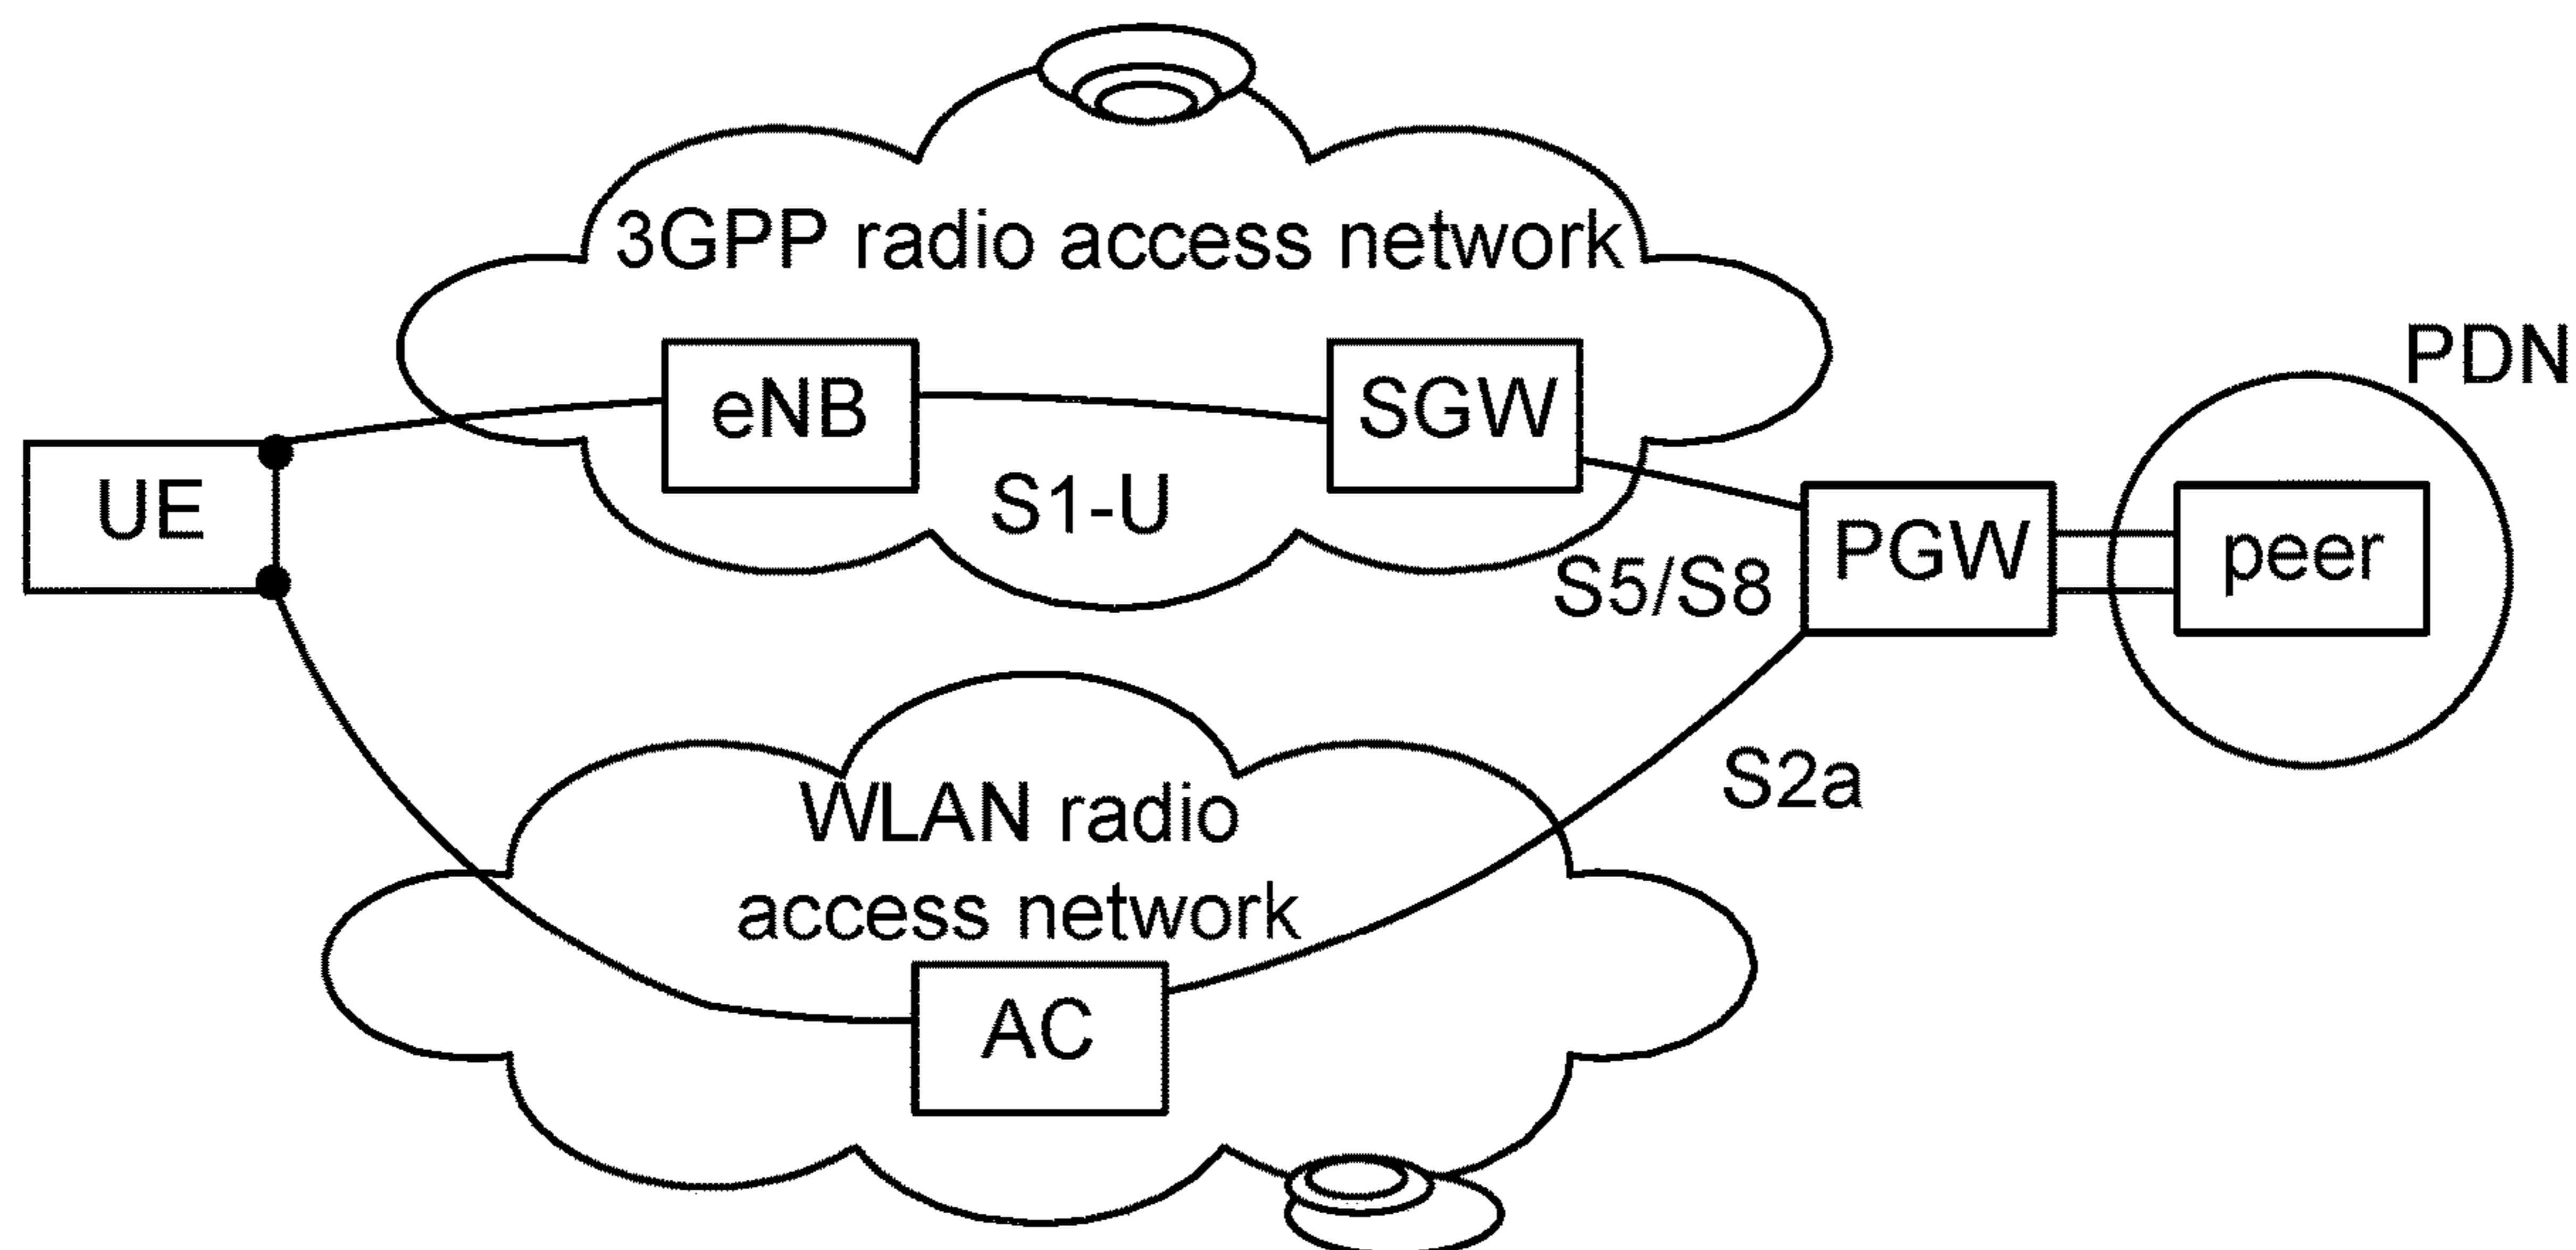 3GPP radio access network
PDN
eNB
SGW
UE
S1-U
PGW
peer
S5/S8
S2a
WLAN radio
access network
AC